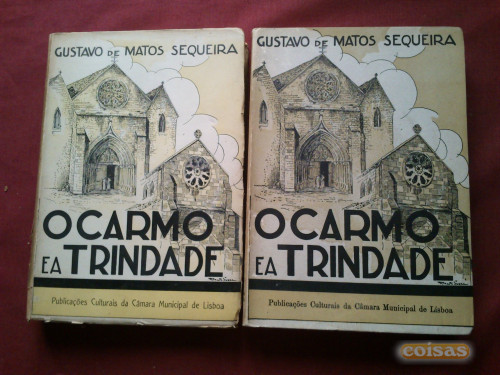 GUSTAVO DE MATOS SEQUEIRA
O CARMO
E A TRINDADE
Publicações Culturais da Câmara Municipal de Lisboa
GUSTAVO DE MATOS SEQUEIRA
O CARMO
E A TRINDADE
Publicações Culturais da Câmara Municipal de Lisboa
coisas